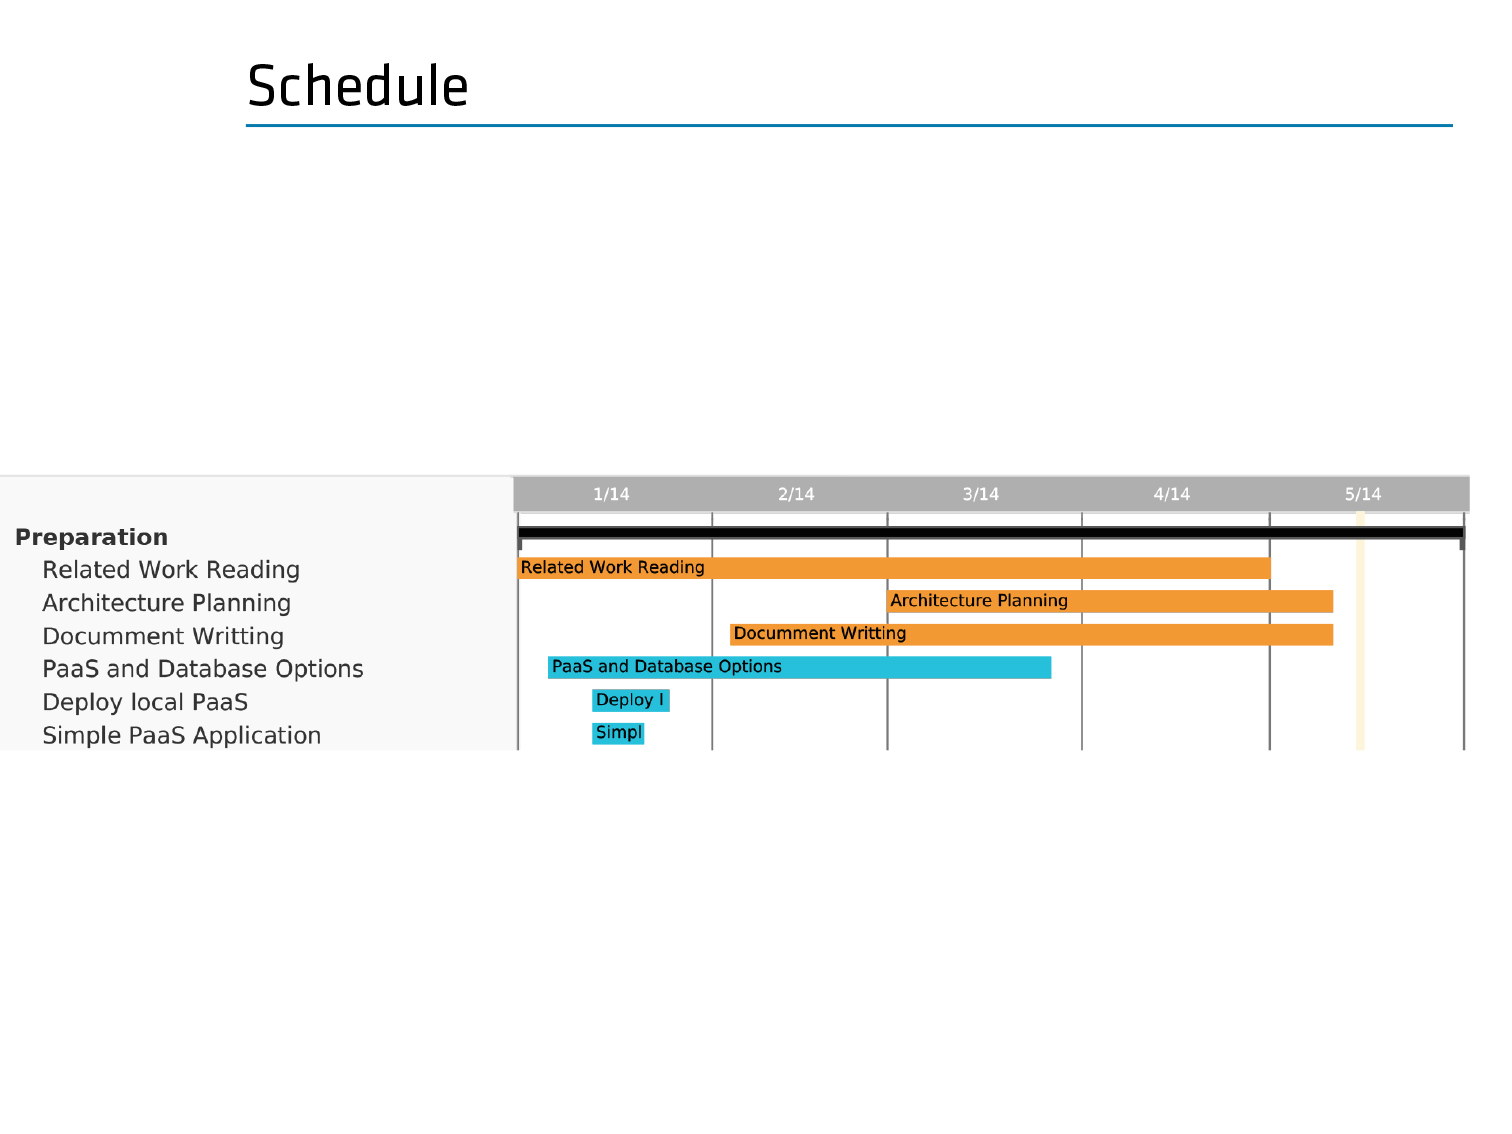 Schedule
1/14 2/14 3/14 4/14 5/14
Preparation
Related Work Reading Related Work Reading
Architecture Planning Architecture Planning
Documment Writting Documment Writting
PaaS and Database Options PaaS and Database Options
Deploy local PaaS Deploy l
Simple PaaS Application Simpl